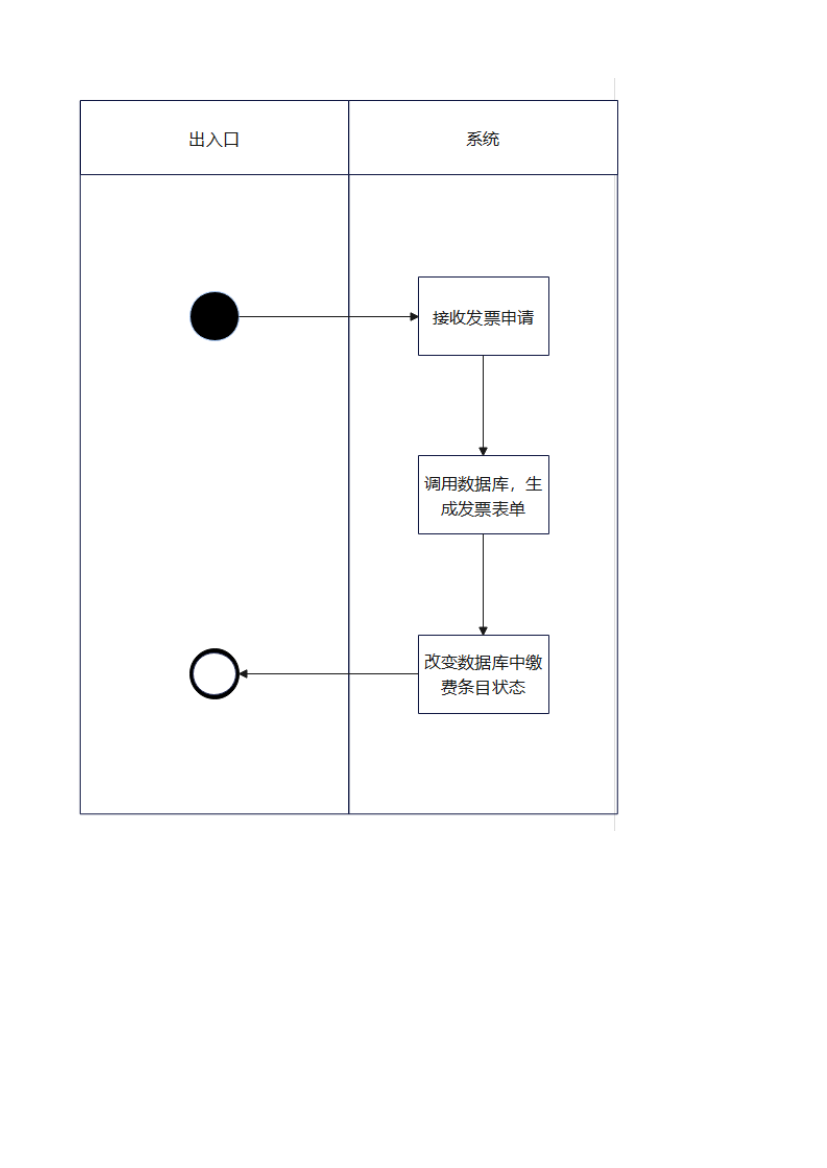 出入口
系统
接收发票申请
调用数据库，生
成发票表单
改变数据库中缴
费条目状态